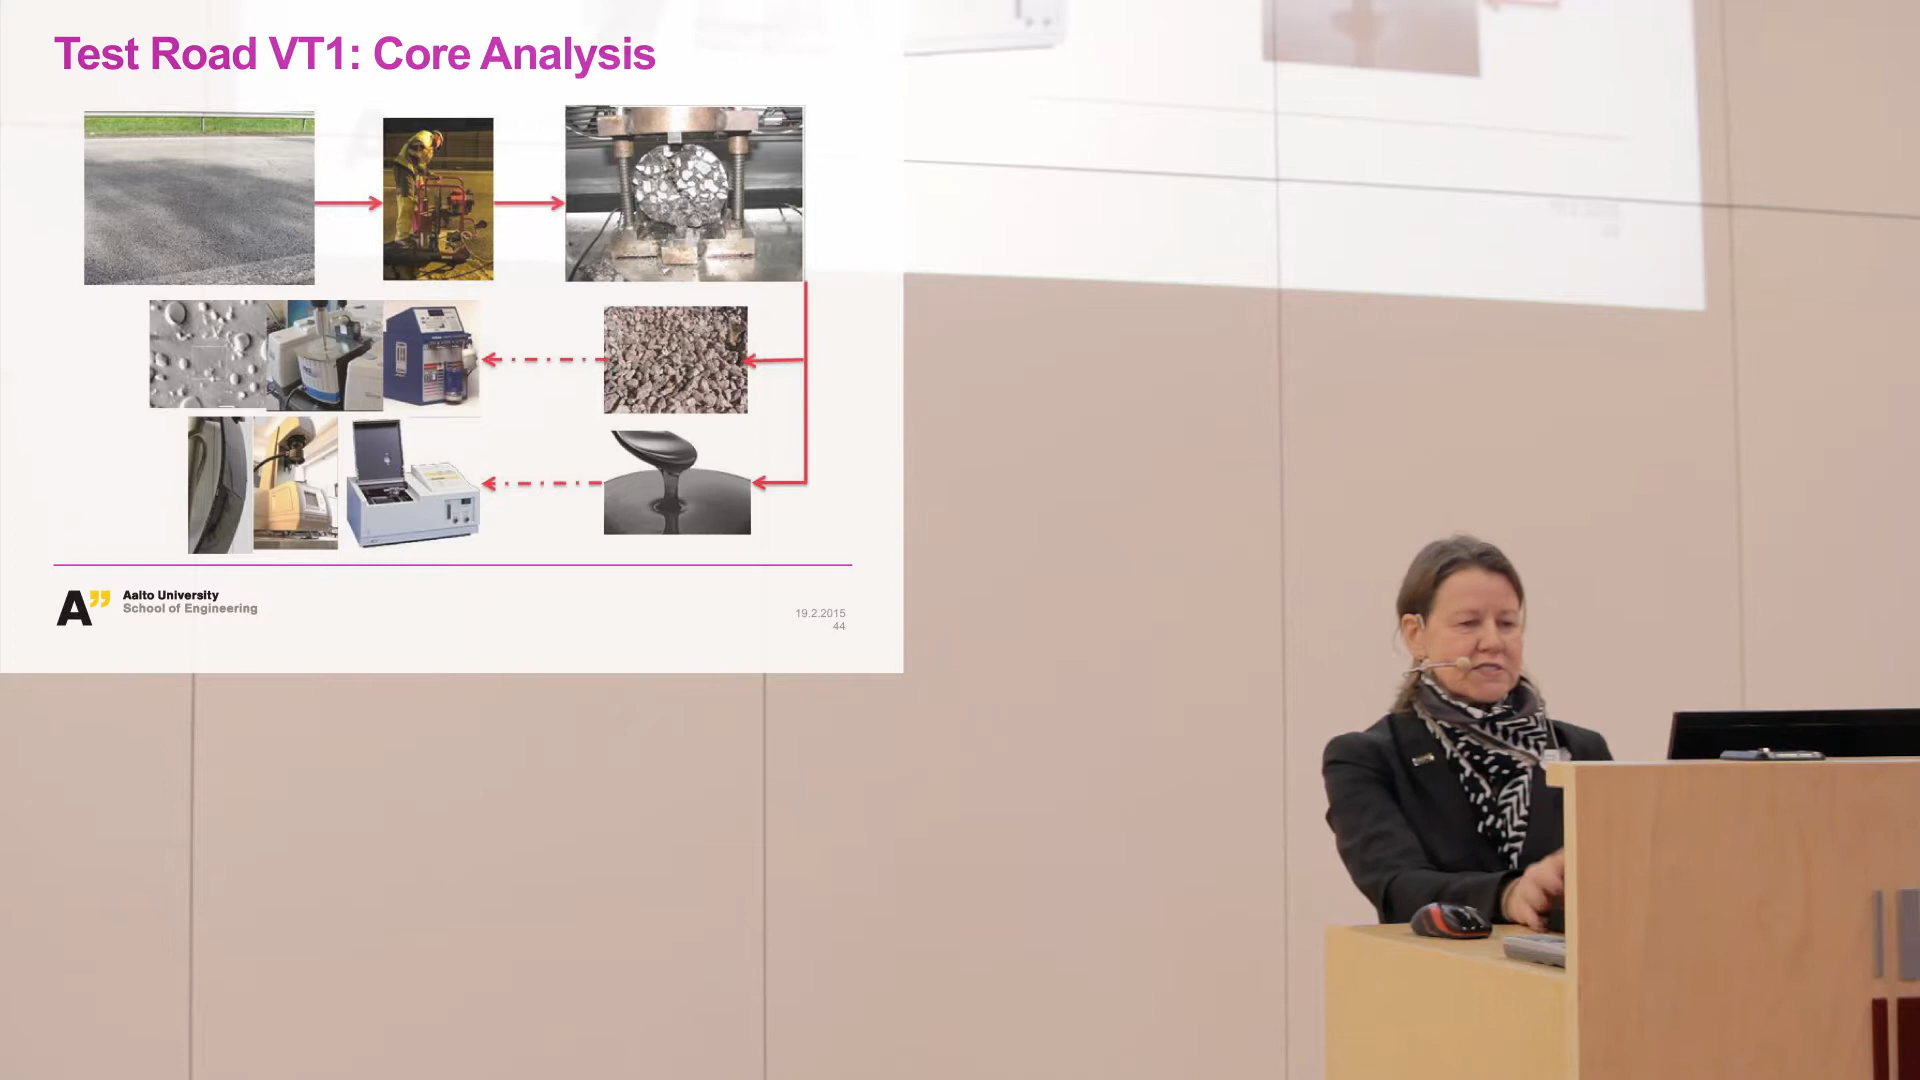 Test Road VT1: Core Analysis
Aalto University
School of Engineering
19.2.2015
44